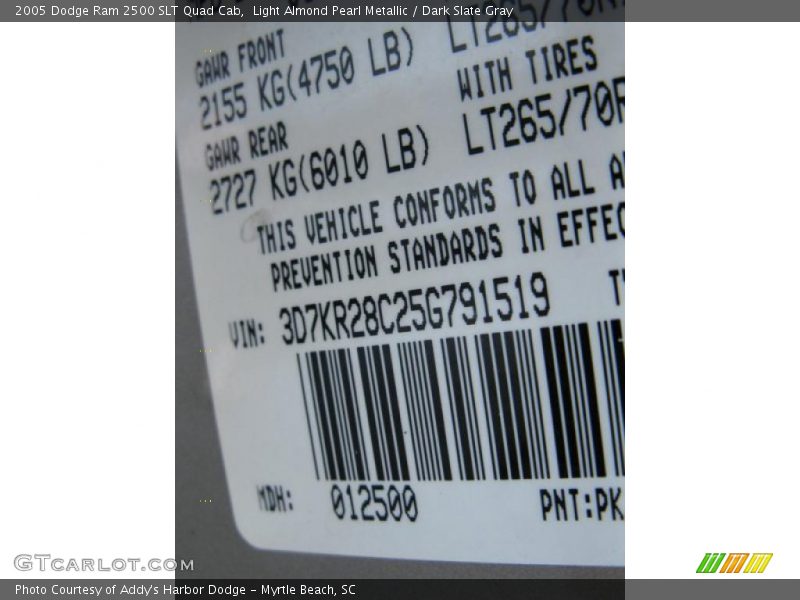 2005 Dodge Ram 2500 SLT Quad Cab, Light Almond Pearl Metallic / Dark Slate Gray
GAWR FRONT
2155 KG(4750 LB)
WITH TIRES
GAWR REAR
2727 KG(6010 LB) LT265/70R
THIS VEHICLE CONFORMS TO ALL
PREVENTION STANDARDS IN EFFEC
VIN: 3D7KR28C25G791519
MDH: 012500 PNT:PK
GTCARLOT.COM
Photo Courtesy of Addy's Harbor Dodge - Myrtle Beach, SC